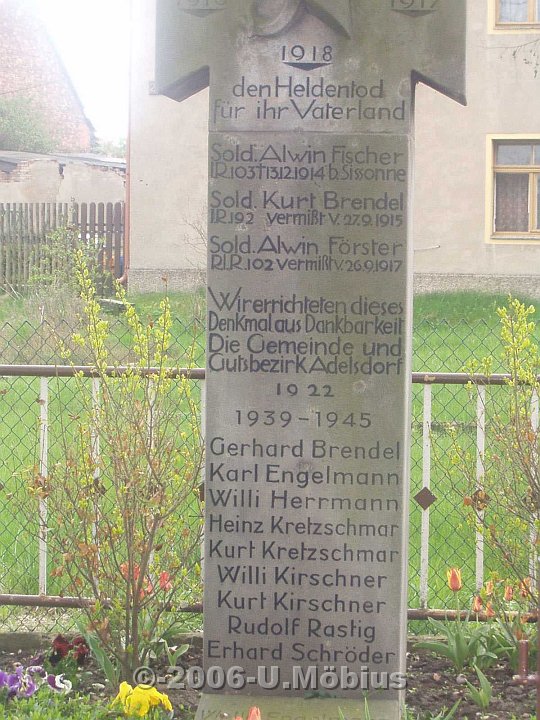 1918
den Heldentod
für ihr Vaterland
Sold. Alwin Fischer
I.R.103 † 13.12.1914 b. Sissonne
Sold. Kurt Brendel
I.R.192 vermißt v. 27.9.1915
Sold. Alwin Förster
R.I.R.102 vermißt v. 26.9.1917
Wir errichteten dieses
Denkmal aus Dankbarkeit
Die Gemeinde und
Gutsbezirk Adelsdorf
1922
1939-1945
Gerhard Brendel
Karl Engelmann
Willi Herrmann
Heinz Kretzschmar
Kurt Kretzschmar
Willi Kirschner
Kurt Kirschner
Rudolf Rastig
Erhard Schröder
©-2006-U.Möbius